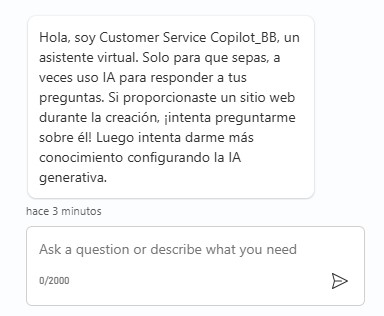 Hola, soy Customer Service Copilot_BB, un
asistente virtual. Solo para que sepas, a
veces uso IA para responder a tus
preguntas. Si proporcionaste un sitio web
durante la creación, ¡intenta preguntarme
sobre él! Luego intenta darme más
conocimiento configurando la IA
generativa.
hace 3 minutos
Ask a question or describe what you need
0/2000